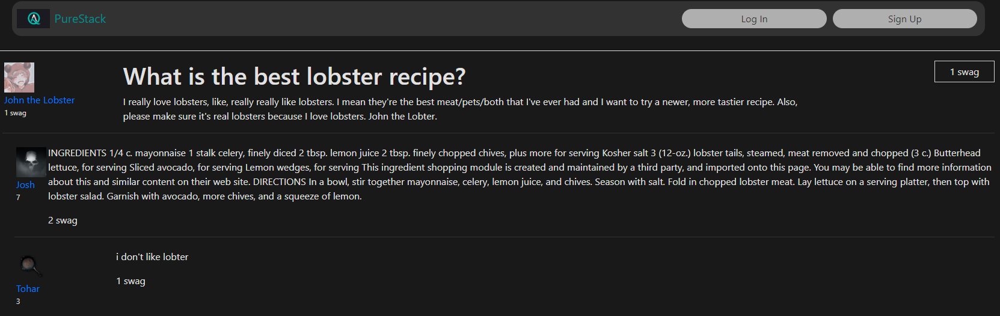 PureStack
Log In
Sign Up
John the Lobster
1 swag
What is the best lobster recipe?
1 swag
I really love lobsters, like, really really like lobsters. I mean they're the best meat/pets/both that I've ever had and I want to try a newer, more tastier recipe. Also,
please make sure it's real lobsters because I love lobsters. John the Lobter.
Josh
7
INGREDIENTS 1/4 c. mayonnaise 1 stalk celery, finely diced 2 tbsp. lemon juice 2 tbsp. finely chopped chives, plus more for serving Kosher salt 3 (12-oz.) lobster tails, steamed, meat removed and chopped (3 c.) Butterhead
lettuce, for serving Sliced avocado, for serving Lemon wedges, for serving This ingredient shopping module is created and maintained by a third party, and imported onto this page. You may be able to find more information
about this and similar content on their web site. DIRECTIONS In a bowl, stir together mayonnaise, celery, lemon juice, and chives. Season with salt. Fold in chopped lobster meat. Lay lettuce on a serving platter, then top with
lobster salad. Garnish with avocado, more chives, and a squeeze of lemon.
2 swag
Tohar
3
i don't like lobter
1 swag